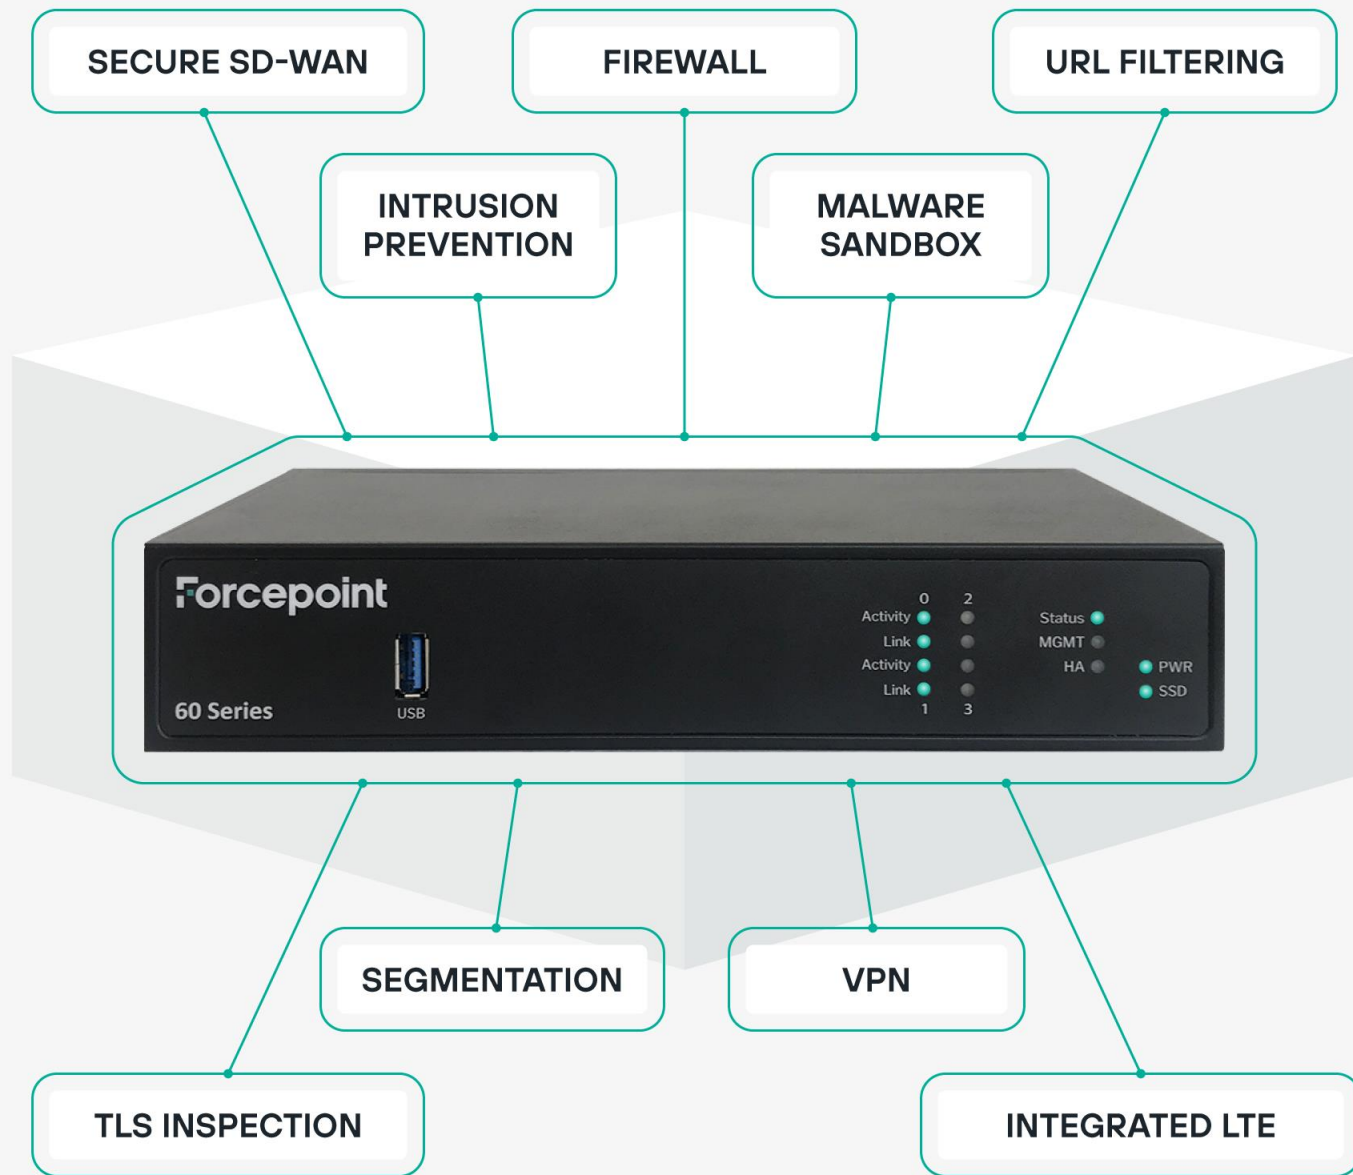 SECURE SD-WAN
FIREWALL
URL FILTERING
INTRUSION
PREVENTION
MALWARE
SANDBOX
Forcepoint
60 Series
USB
0 2
Activity
Link
Activity
Link
1 3
Status
MGMT
HA
PWR
SSD
SEGMENTATION
VPN
TLS INSPECTION
INTEGRATED LTE